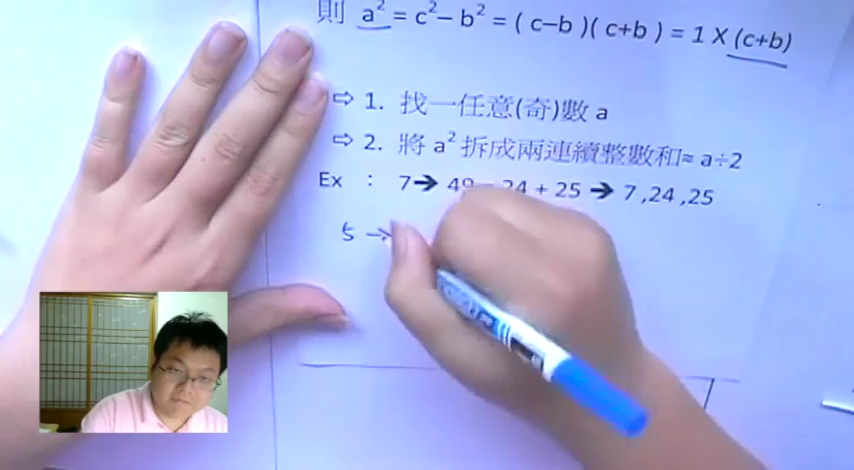 則 a² = c² – b² = ( c–b )( c+b ) = 1 X (c+b)
⇨ 1. 找一任意(奇)數 a
⇨ 2. 將 a² 拆成兩連續整數和≈ a÷2
Ex : 7➔ 49 = 24 + 25 ➔ 7 ,24 ,25
5 →